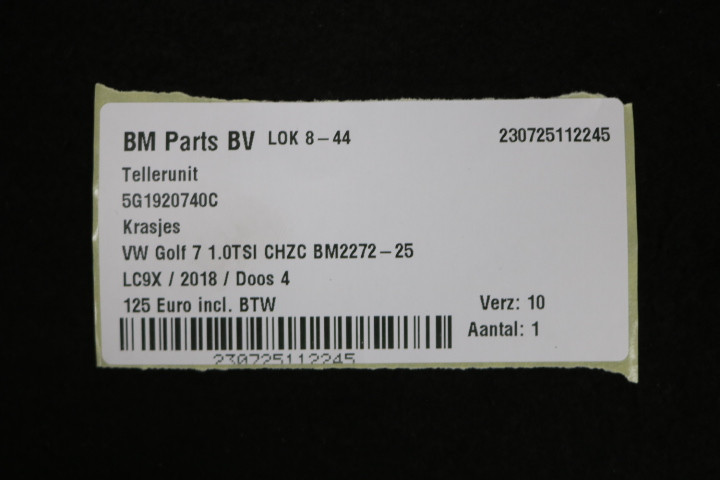 BM Parts BV LOK 8-44 230725112245
Tellerunit
5G1920740C
Krasjes
VW Golf 7 1.0TSI CHZC BM2272-25
LC9X / 2018 / Doos 4
125 Euro incl. BTW Verz: 10
Aantal: 1
230725112245